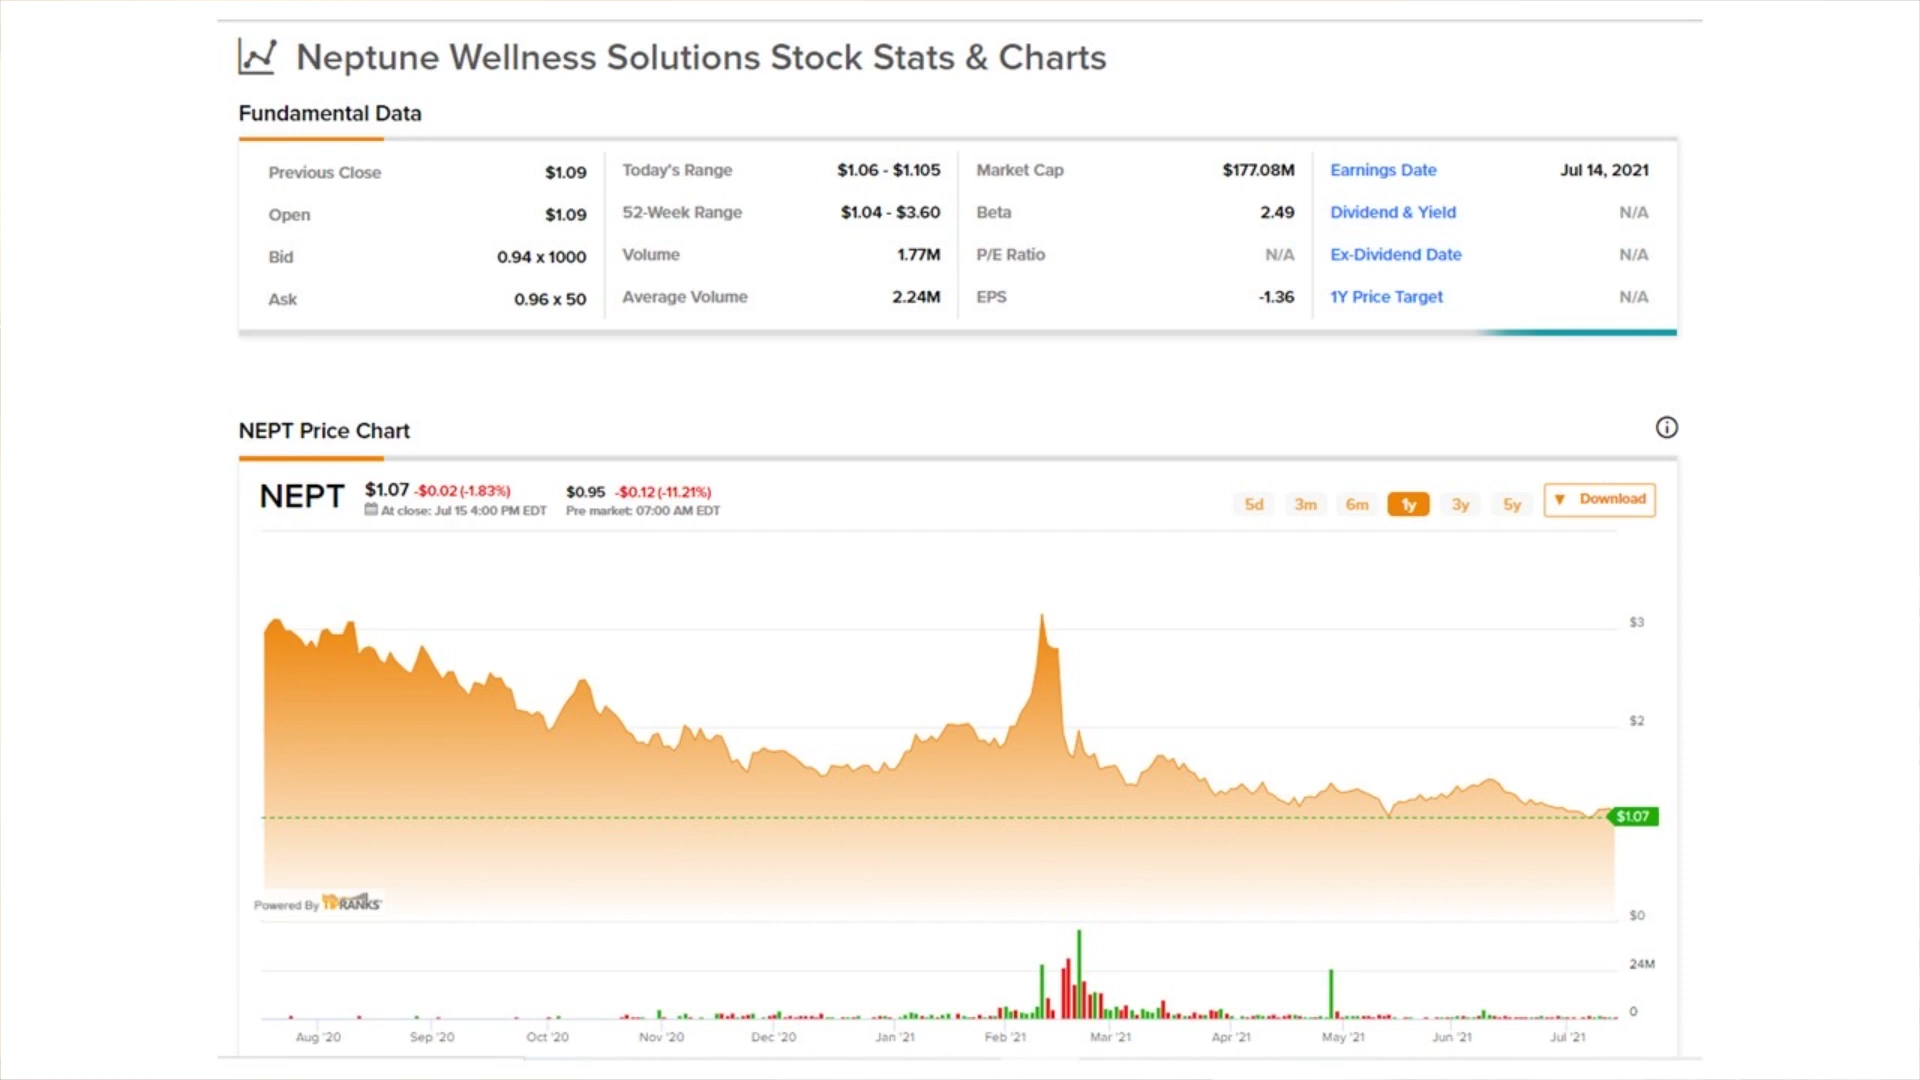 Neptune Wellness Solutions Stock Stats & Charts
Fundamental Data
Previous Close $1.09
Open $1.09
Bid 0.94 x 1000
Ask 0.96 x 50
Today's Range $1.06 - $1.105
52-Week Range $1.04 - $3.60
Volume 1.77M
Average Volume 2.24M
Market Cap $177.08M
Beta 2.49
P/E Ratio N/A
EPS -1.36
Earnings Date Jul 14, 2021
Dividend & Yield N/A
Ex-Dividend Date N/A
1Y Price Target N/A
NEPT Price Chart
NEPT
$1.07 -$0.02 (-1.83%)
At close: Jul 15 4:00 PM EDT
$0.95 -$0.12 (-11.21%)
Pre market: 07:00 AM EDT
5d 3m 6m 1y 3y 5y
Download
$3
$2
$1.07
$0
Powered By TIPRANKS
24M
0
Aug '20 Sep '20 Oct '20 Nov '20 Dec '20 Jan '21 Feb '21 Mar '21 Apr '21 May '21 Jun '21 Jul '21